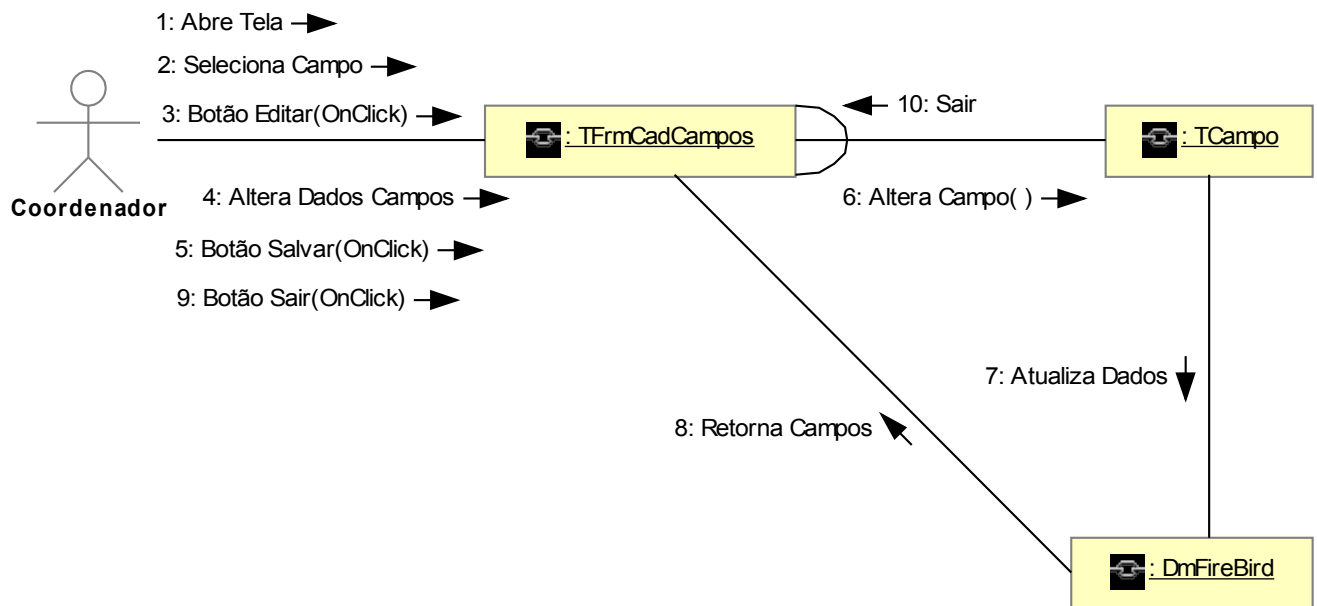 1: Abre Tela
2: Seleciona Campo
3: Botão Editar(OnClick)
10: Sair
: TFrmCadCampos
: TCampo
Coordenador
4: Altera Dados Campos
6: Altera Campo( )
5: Botão Salvar(OnClick)
9: Botão Sair(OnClick)
7: Atualiza Dados
8: Retorna Campos
: DmFireBird